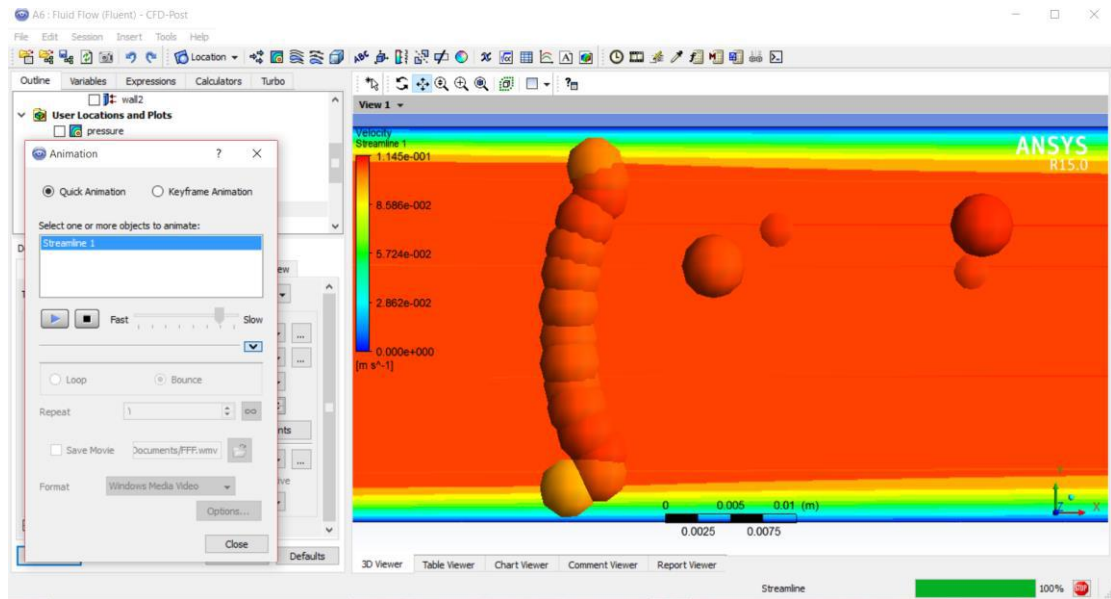 A6 : Fluid Flow (Fluent) - CFD-Post
File Edit Session Insert Tools Help
Location
Outline Variables Expressions Calculators Turbo
wall2
User Locations and Plots
pressure
Animation ? ×
Quick Animation Keyframe Animation
Select one or more objects to animate:
Streamline 1
Fast Slow
Loop Bounce
Repeat 1
Save Movie Documents/FFF.wmv
Format Windows Media Video
Options...
Close
Defaults
View 1
Velocity
Streamline 1
1.145e-001
8.586e-002
5.724e-002
2.862e-002
0.000e+000
[m s^-1]
ANSYS
R15.0
0 0.005 0.01 (m)
0.0025 0.0075
X
Z
3D Viewer Table Viewer Chart Viewer Comment Viewer Report Viewer
Streamline
100%
STOP